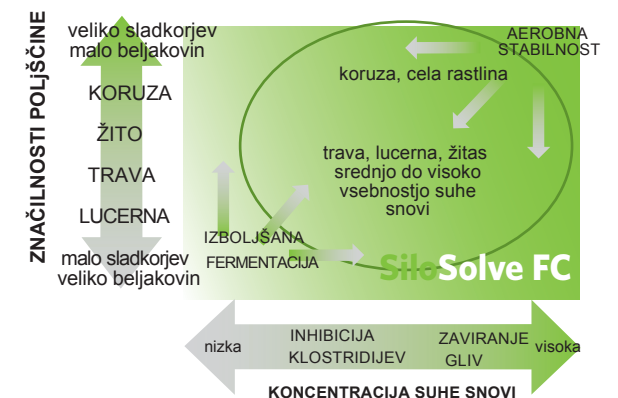 ZNAČILNOSTI POLjŠČINE
veliko sladkorjev
malo beljakovin
KORUZA
ŽITO
TRAVA
LUCERNA
malo sladkorjev
veliko beljakovin
AEROBNA
STABILNOST
koruza, cela rastlina
trava, lucerna, žitas
srednjo do visoko
vsebnostjo suhe
snovi
IZBOLJŠANA
FERMENTACIJA
SiloSolve FC
nizka
INHIBICIJA
KLOSTRIDIJEV
ZAVIRANJE
GLIV
visoka
KONCENTRACIJA SUHE SNOVI